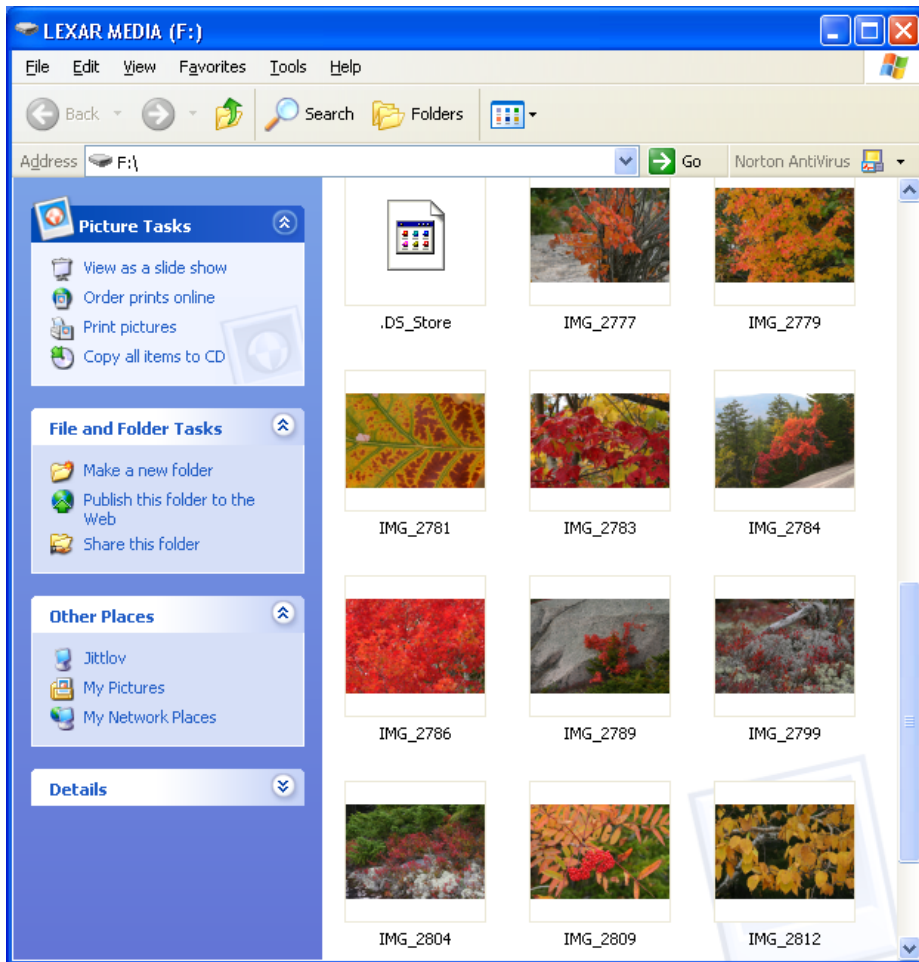 LEXAR MEDIA (F:)
File Edit View Favorites Tools Help
Back Search Folders
Address F:\ Go Norton AntiVirus
Picture Tasks
View as a slide show
Order prints online
Print pictures
Copy all items to CD
File and Folder Tasks
Make a new folder
Publish this folder to the
Web
Share this folder
Other Places
Jittlov
My Pictures
My Network Places
Details
.DS_Store IMG_2777 IMG_2779
IMG_2781 IMG_2783 IMG_2784
IMG_2786 IMG_2789 IMG_2799
IMG_2804 IMG_2809 IMG_2812